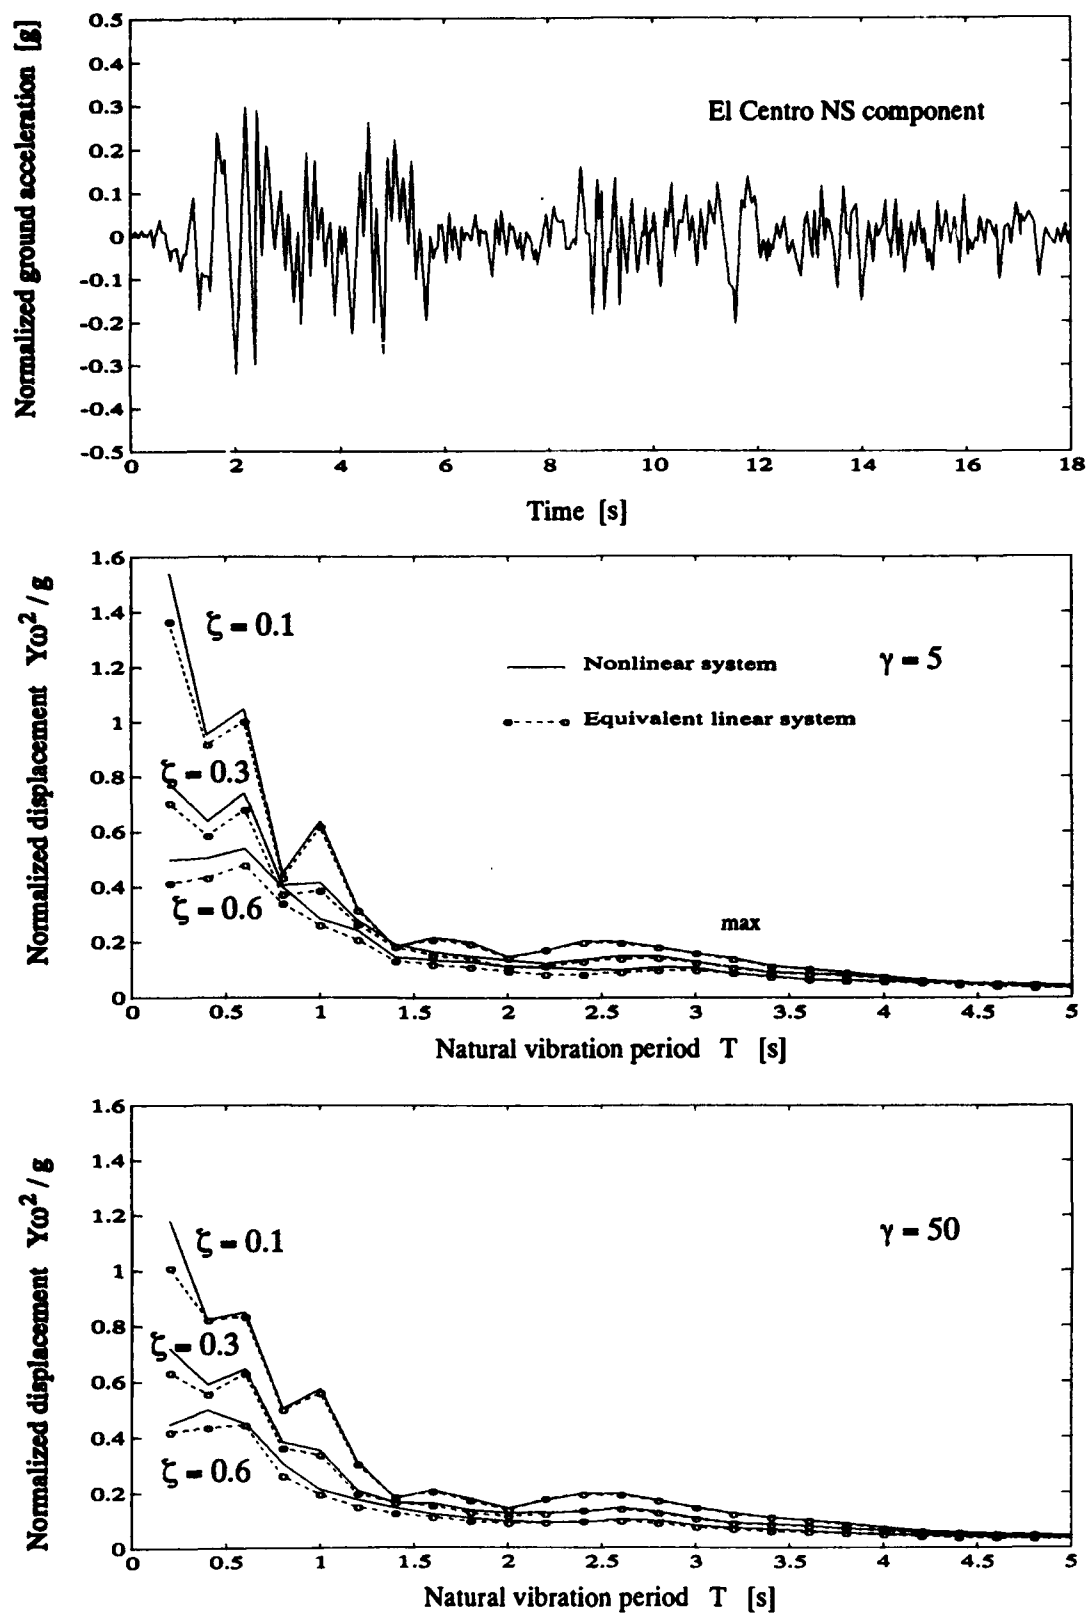 Normalized ground acceleration [g]
0.5
0.4
0.3
0.2
0.1
0
-0.1
-0.2
-0.3
-0.4
-0.5
El Centro NS component
0 2 4 6 8 10 12 14 16 18
Time [s]
Normalized displacement Yω²/g
1.6
1.4
1.2
1
0.8
0.6
0.4
0.2
0
ζ = 0.1
ζ = 0.3
ζ = 0.6
Nonlinear system
Equivalent linear system
γ = 5
max
0 0.5 1 1.5 2 2.5 3 3.5 4 4.5 5
Natural vibration period T [s]
Normalized displacement Yω²/g
1.6
1.4
1.2
1
0.8
0.6
0.4
0.2
0
ζ = 0.1
ζ = 0.3
ζ = 0.6
γ = 50
0 0.5 1 1.5 2 2.5 3 3.5 4 4.5 5
Natural vibration period T [s]